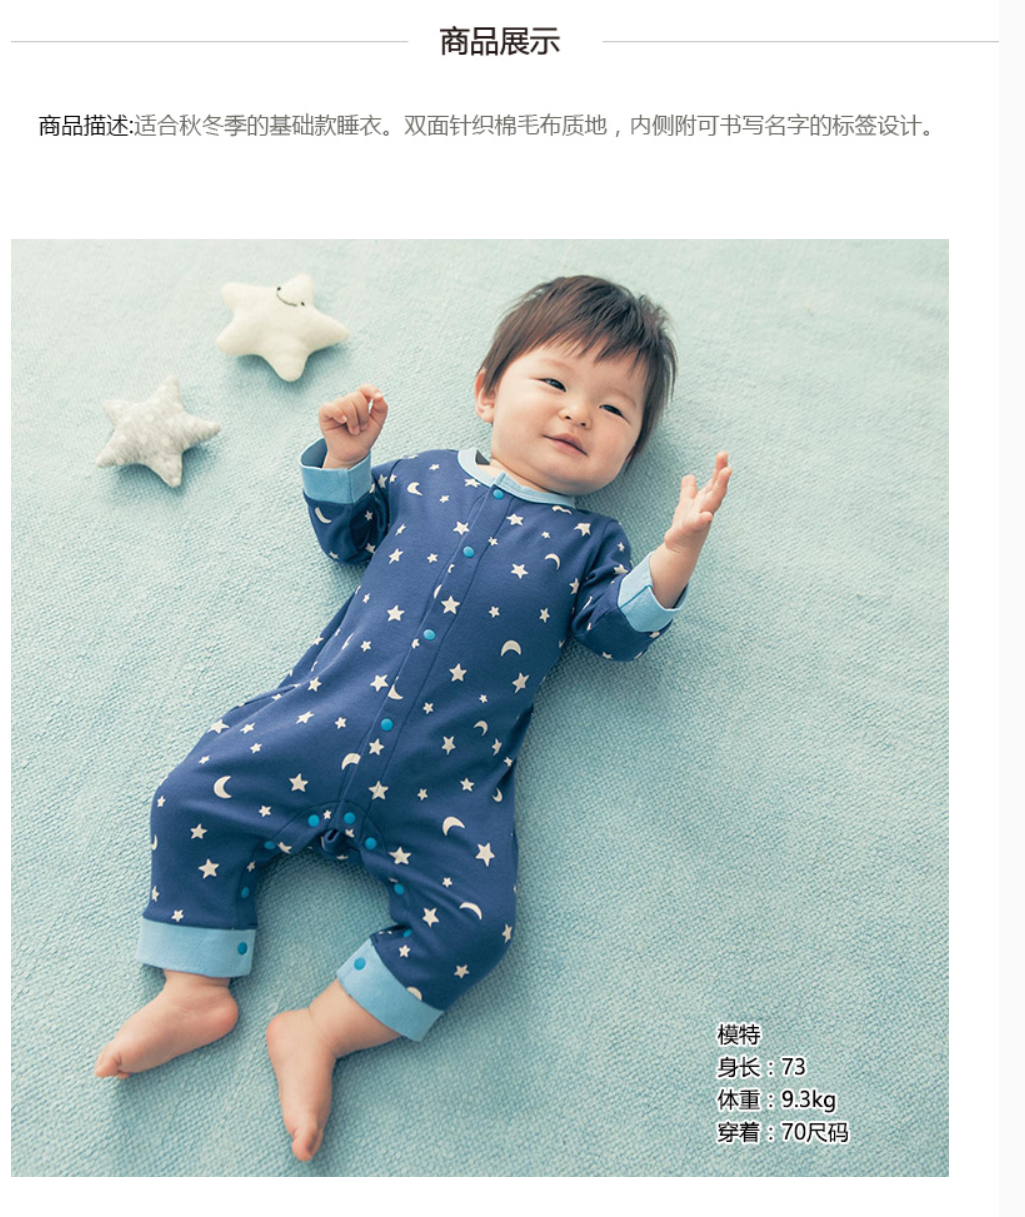 商品展示
商品描述:适合秋冬季的基础款睡衣。双面针织棉毛布质地，内侧附可书写名字的标签设计。
模特
身长：73
体重：9.3kg
穿着：70尺码